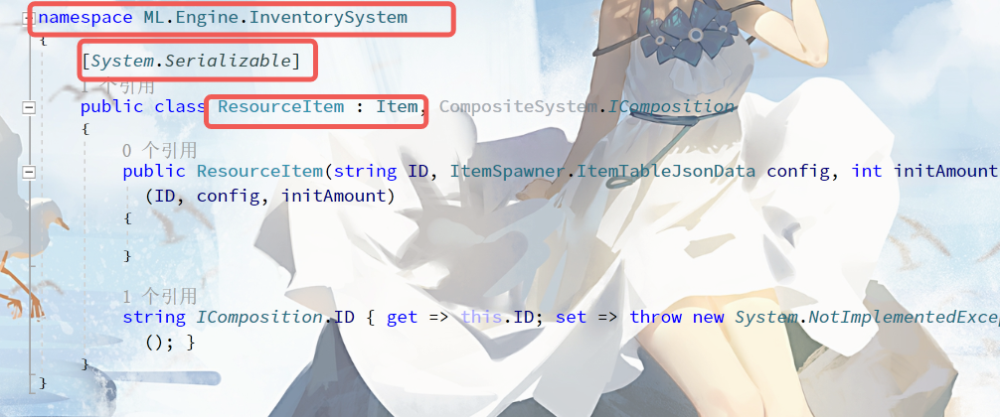 namespace ML.Engine.InventorySystem
{
[System.Serializable]
1 个引用
public class ResourceItem : Item, CompositeSystem.IComposition
{
0 个引用
public ResourceItem(string ID, ItemSpawner.ItemTableJsonData config, int initAmount
(ID, config, initAmount)
{
}
1 个引用
string IComposition.ID { get => this.ID; set => throw new System.NotImplementedExce
(); }
}
}